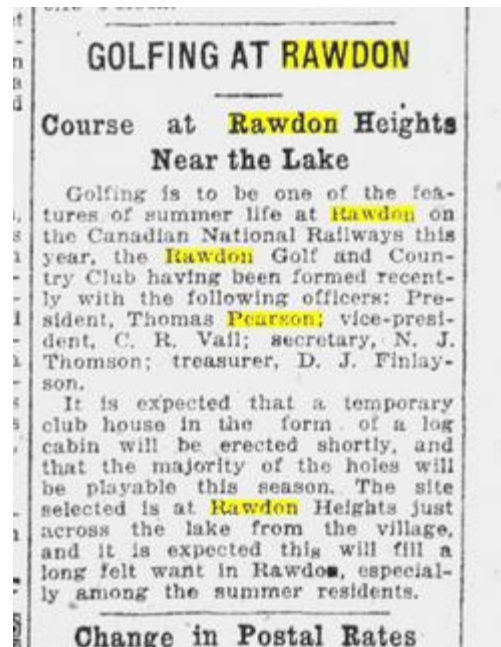 GOLFING AT RAWDON
Course at Rawdon Heights
Near the Lake
Golfing is to be one of the fea-
tures of summer life at Rawdon on
the Canadian National Railways this
year, the Rawdon Golf and Coun-
try Club having been formed recent-
ly with the following officers: Pre-
sident, Thomas Pearson; vice-presi-
dent, C. R. Vail; secretary, N. J.
Thomson; treasurer, D. J. Finlay-
son.
It is expected that a temporary
club house in the form of a log
cabin will be erected shortly, and
that the majority of the holes will
be playable this season. The site
selected is at Rawdon Heights just
across the lake from the village,
and it is expected this will fill a
long felt want in Rawdon, especial-
ly among the summer residents.
Change in Postal Rates